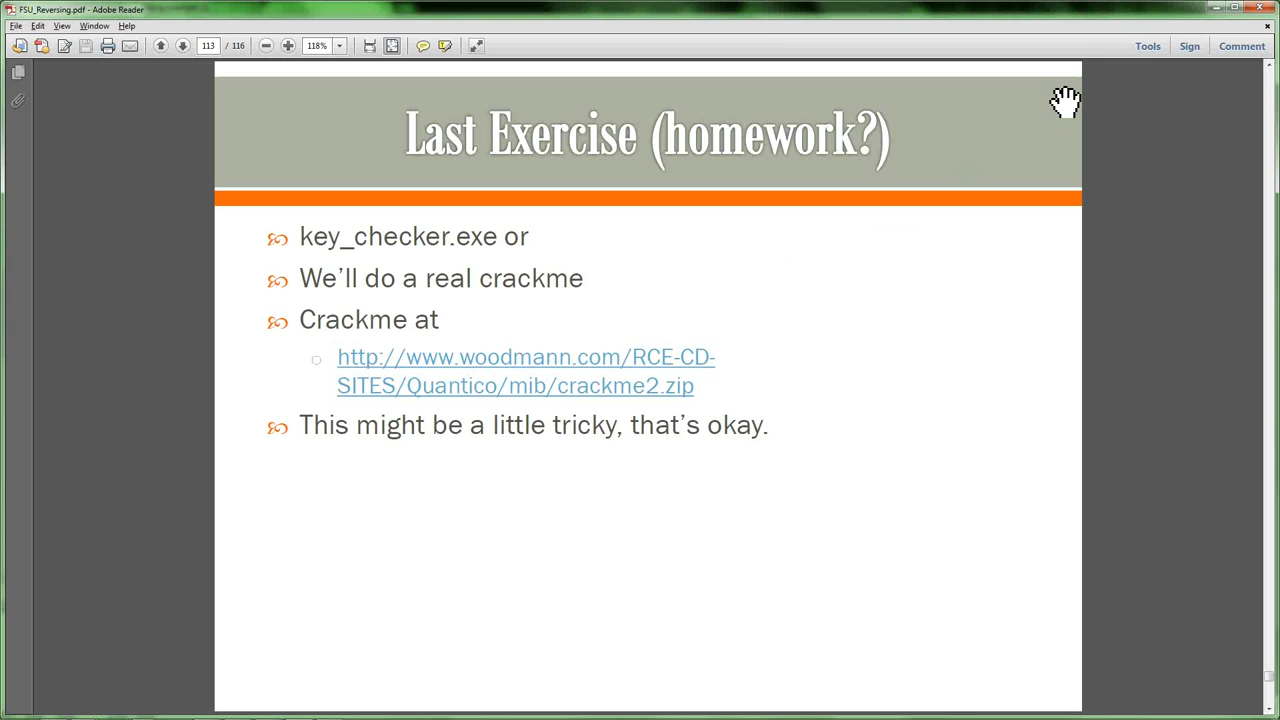 FSU_Reversing.pdf - Adobe Reader
File Edit View Window Help
113 / 116 118% Tools Sign Comment
Last Exercise (homework?)
key_checker.exe or
We'll do a real crackme
Crackme at
http://www.woodmann.com/RCE-CD-
SITES/Quantico/mib/crackme2.zip
This might be a little tricky, that's okay.